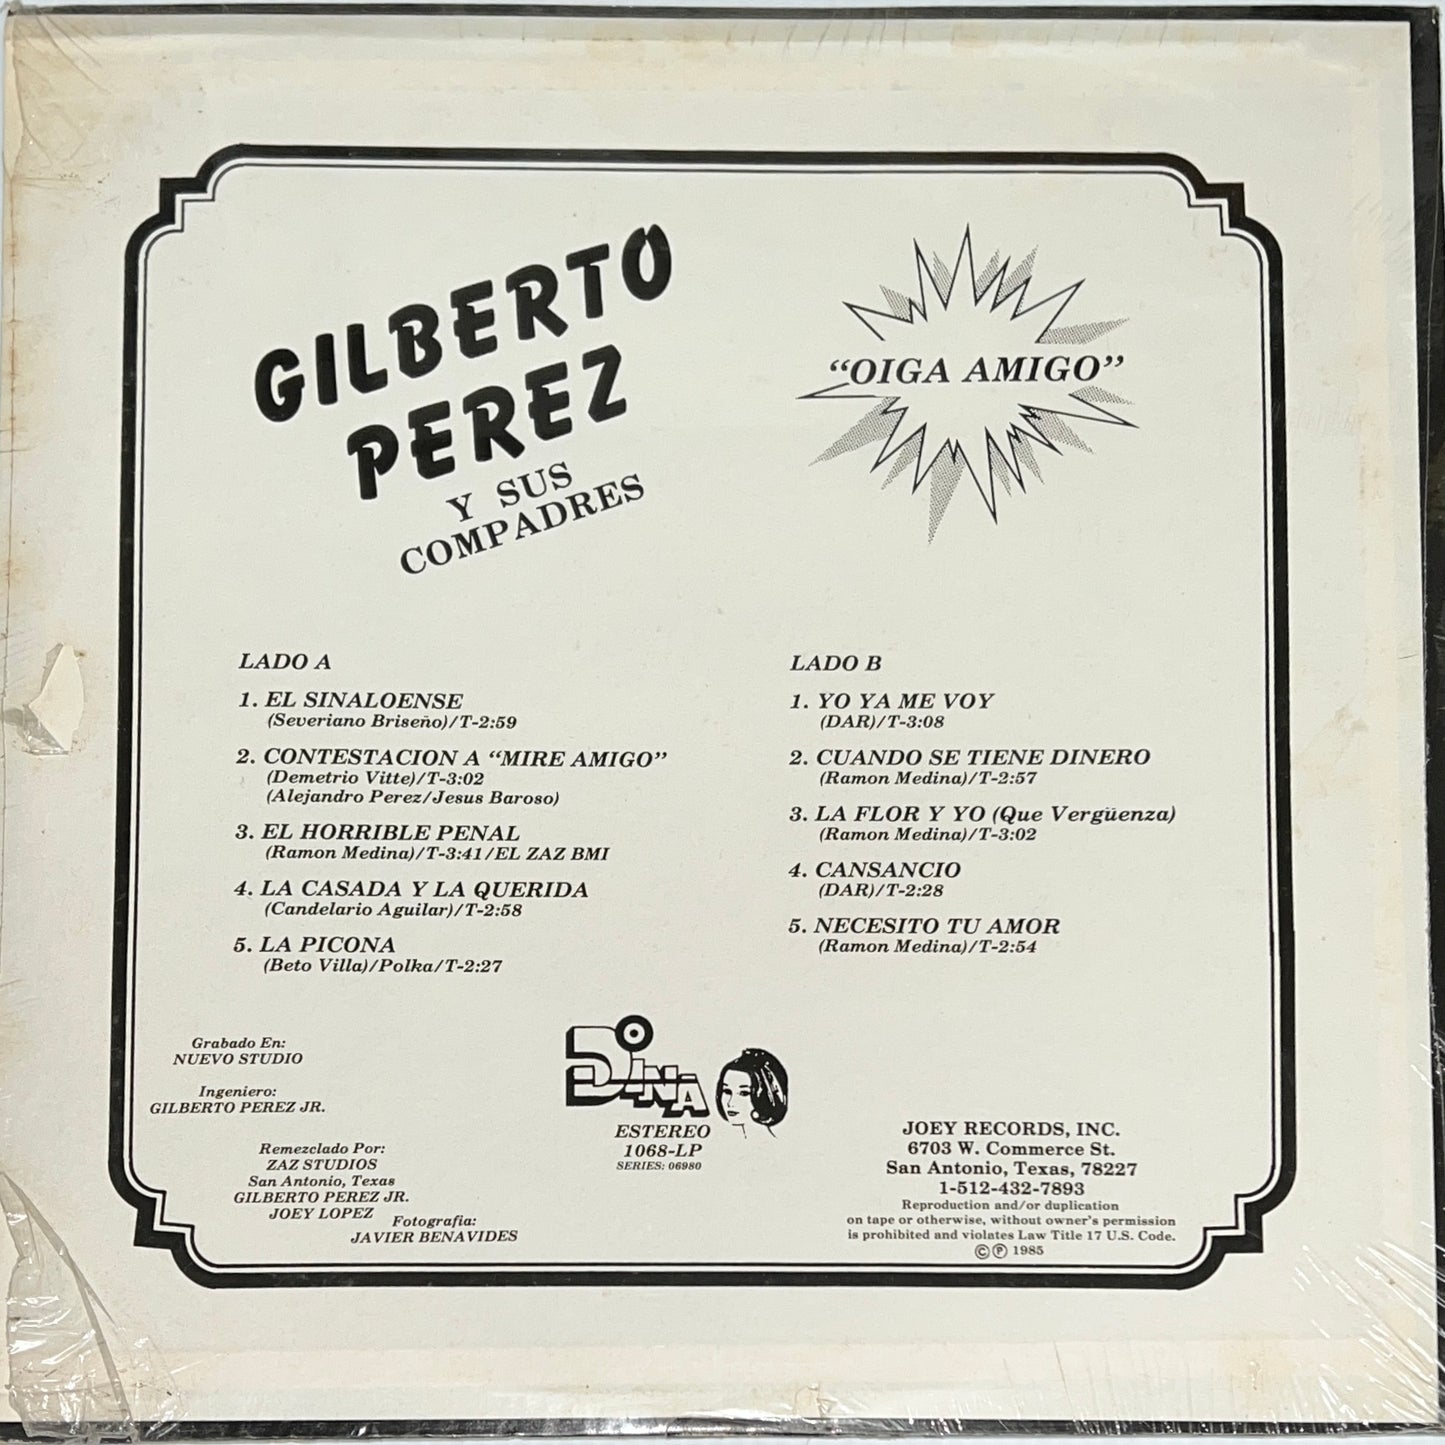 GILBERTO
PEREZ
Y SUS
COMPADRES
“OIGA AMIGO”
LADO A
1. EL SINALOENSE
(Severiano Briseño)/T-2:59
2. CONTESTACION A “MIRE AMIGO”
(Demetrio Vitte)/T-3:02
(Alejandro Perez/Jesus Baroso)
3. EL HORRIBLE PENAL
(Ramon Medina)/T-3:41/EL ZAZ BMI
4. LA CASADA Y LA QUERIDA
(Candelario Aguilar)/T-2:58
5. LA PICONA
(Beto Villa)/Polka/T-2:27
LADO B
1. YO YA ME VOY
(DAR)/T-3:08
2. CUANDO SE TIENE DINERO
(Ramon Medina)/T-2:57
3. LA FLOR Y YO (Que Vergüenza)
(Ramon Medina)/T-3:02
4. CANSANCIO
(DAR)/T-2:28
5. NECESITO TU AMOR
(Ramon Medina)/T-2:54
Grabado En:
NUEVO STUDIO
Ingeniero:
GILBERTO PEREZ JR.
Remezclado Por:
ZAZ STUDIOS
San Antonio, Texas
GILBERTO PEREZ JR.
JOEY LOPEZ
Fotografia:
JAVIER BENAVIDES
DINA
ESTEREO
1068-LP
SERIES: 06980
JOEY RECORDS, INC.
6703 W. Commerce St.
San Antonio, Texas, 78227
1-512-432-7893
Reproduction and/or duplication
on tape or otherwise, without owner's permission
is prohibited and violates Law Title 17 U.S. Code.
© ℗ 1985